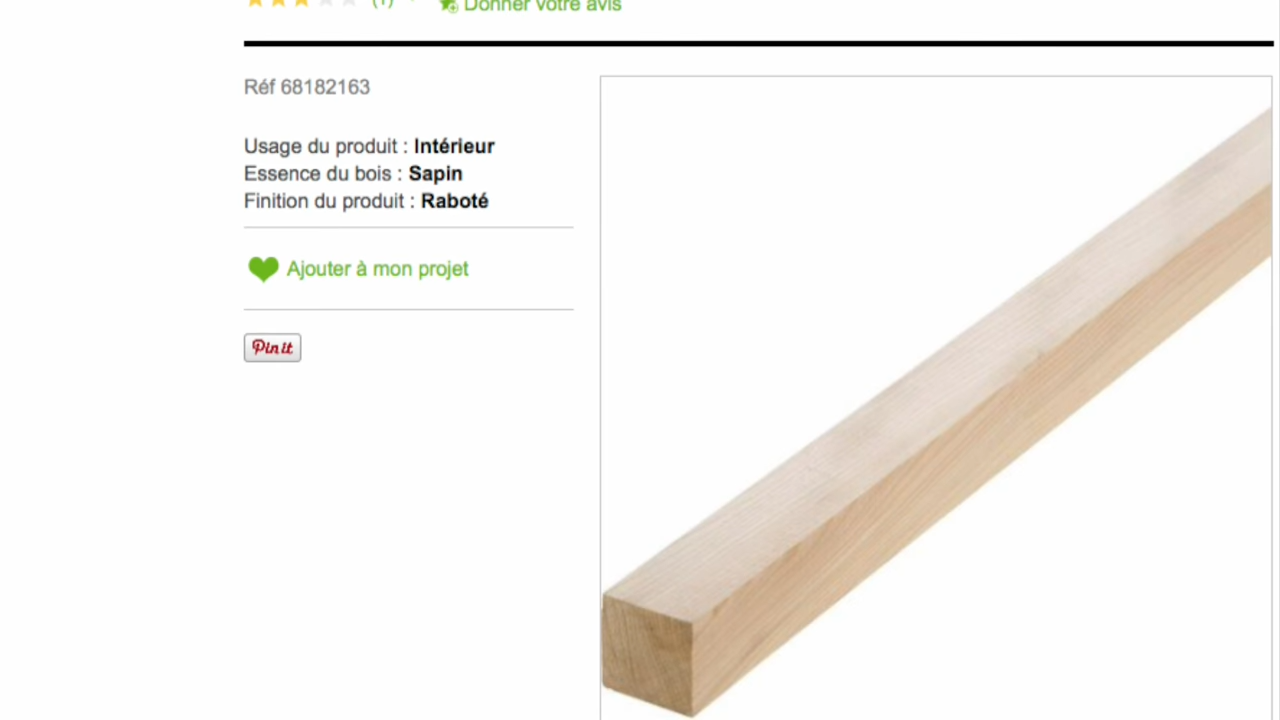 (1) Donner votre avis
Réf 68182163
Usage du produit : Intérieur
Essence du bois : Sapin
Finition du produit : Raboté
Ajouter à mon projet
Pin it